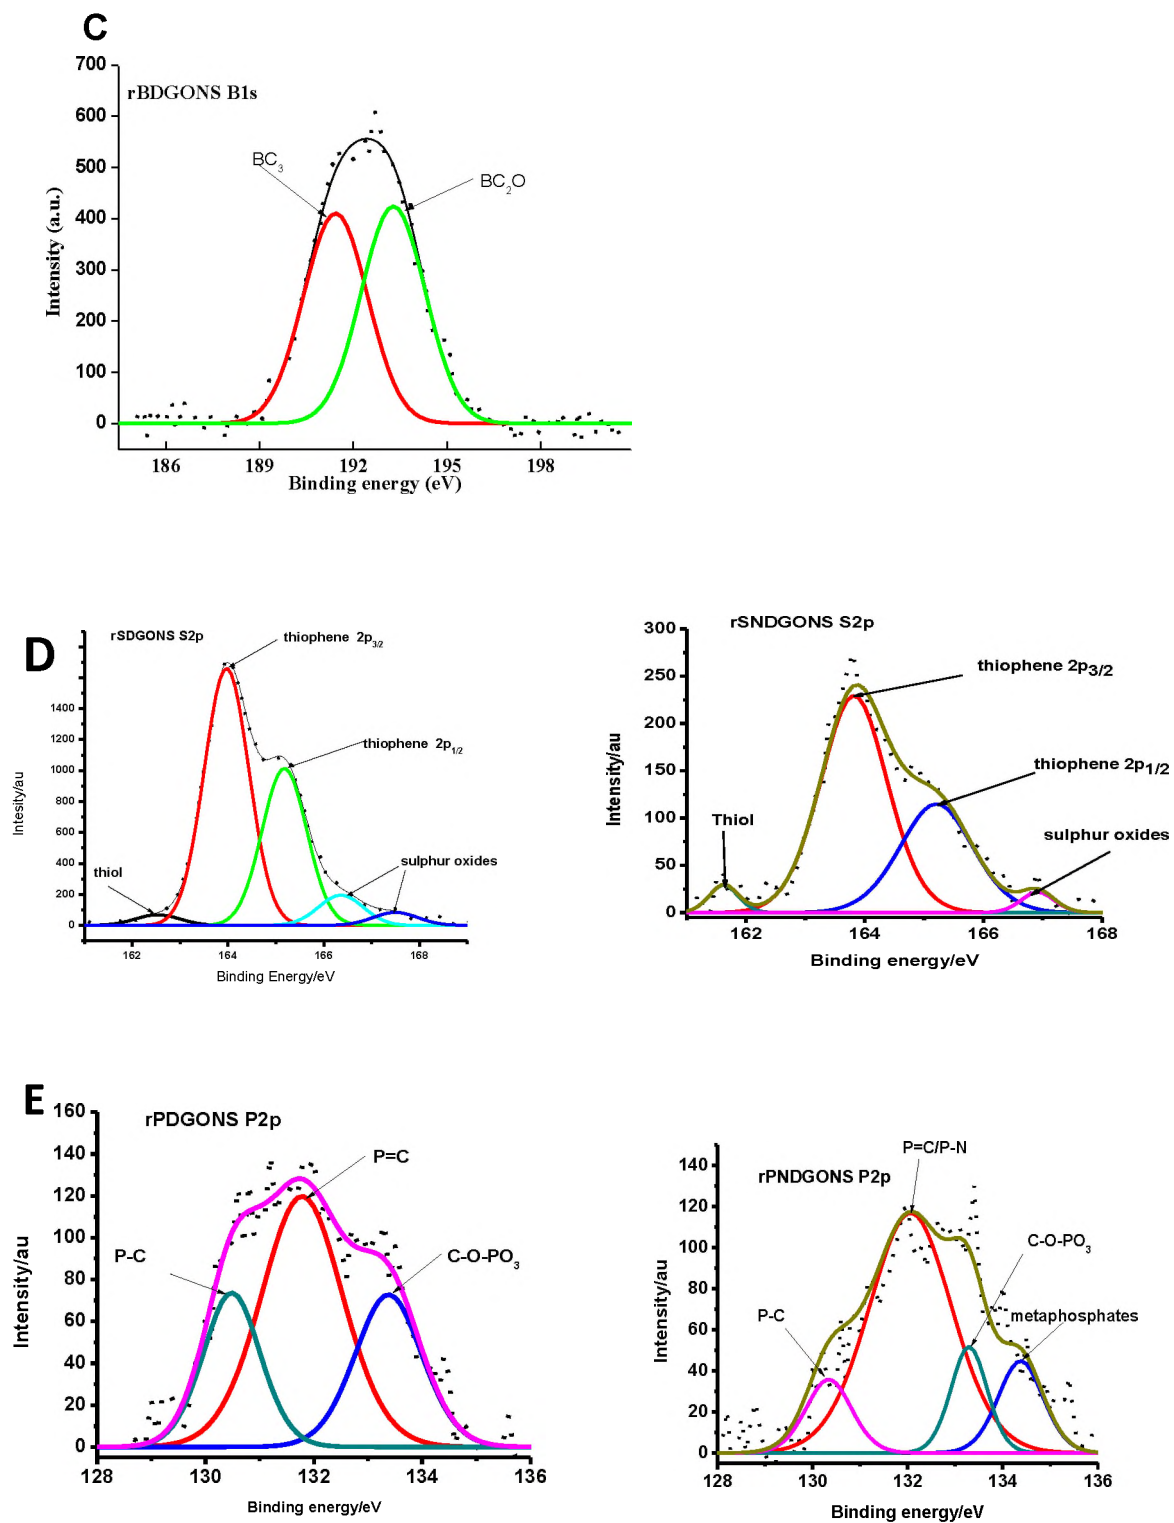 C
700
600
500
400
300
200
100
0
rBDGONS B1s
BC3
BC2O
Intensity (a.u.)
186 189 192 195 198
Binding energy (eV)
D
rSDGONS S2p
thiophene 2p3/2
thiophene 2p1/2
sulphur oxides
thiol
1400
1200
1000
800
600
400
200
0
Intesity/au
162 164 166 168
Binding Energy/eV
rSNDGONS S2p
300
250
200
150
100
50
0
thiophene 2p3/2
thiophene 2p1/2
Thiol
sulphur oxides
Intensity/au
162 164 166 168
Binding energy/eV
E
rPDGONS P2p
160
140
120
100
80
60
40
20
0
P=C
P-C
C-O-PO3
Intensity/au
128 130 132 134 136
Binding energy/eV
P=C/P-N
rPNDGONS P2p
140
120
100
80
60
40
20
0
C-O-PO3
P-C
metaphosphates
Intensity/au
128 130 132 134 136
Binding energy/eV